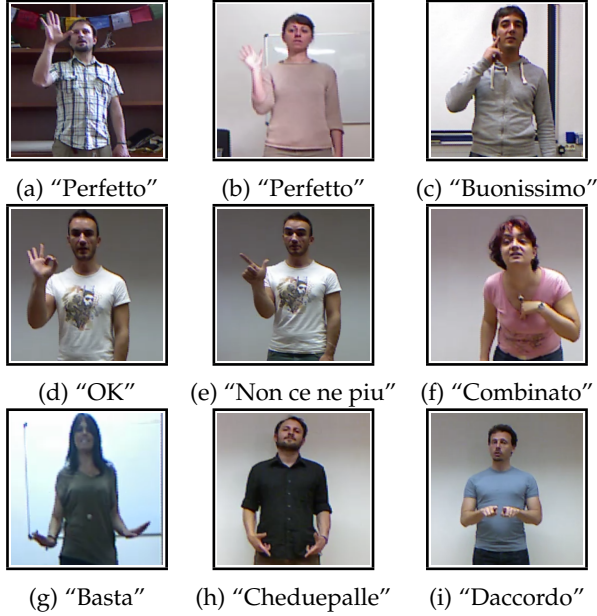 (a) “Perfetto” (b) “Perfetto” (c) “Buonissimo”
(d) “OK” (e) “Non ce ne piu” (f) “Combinato”
(g) “Basta” (h) “Cheduepalle” (i) “Daccordo”